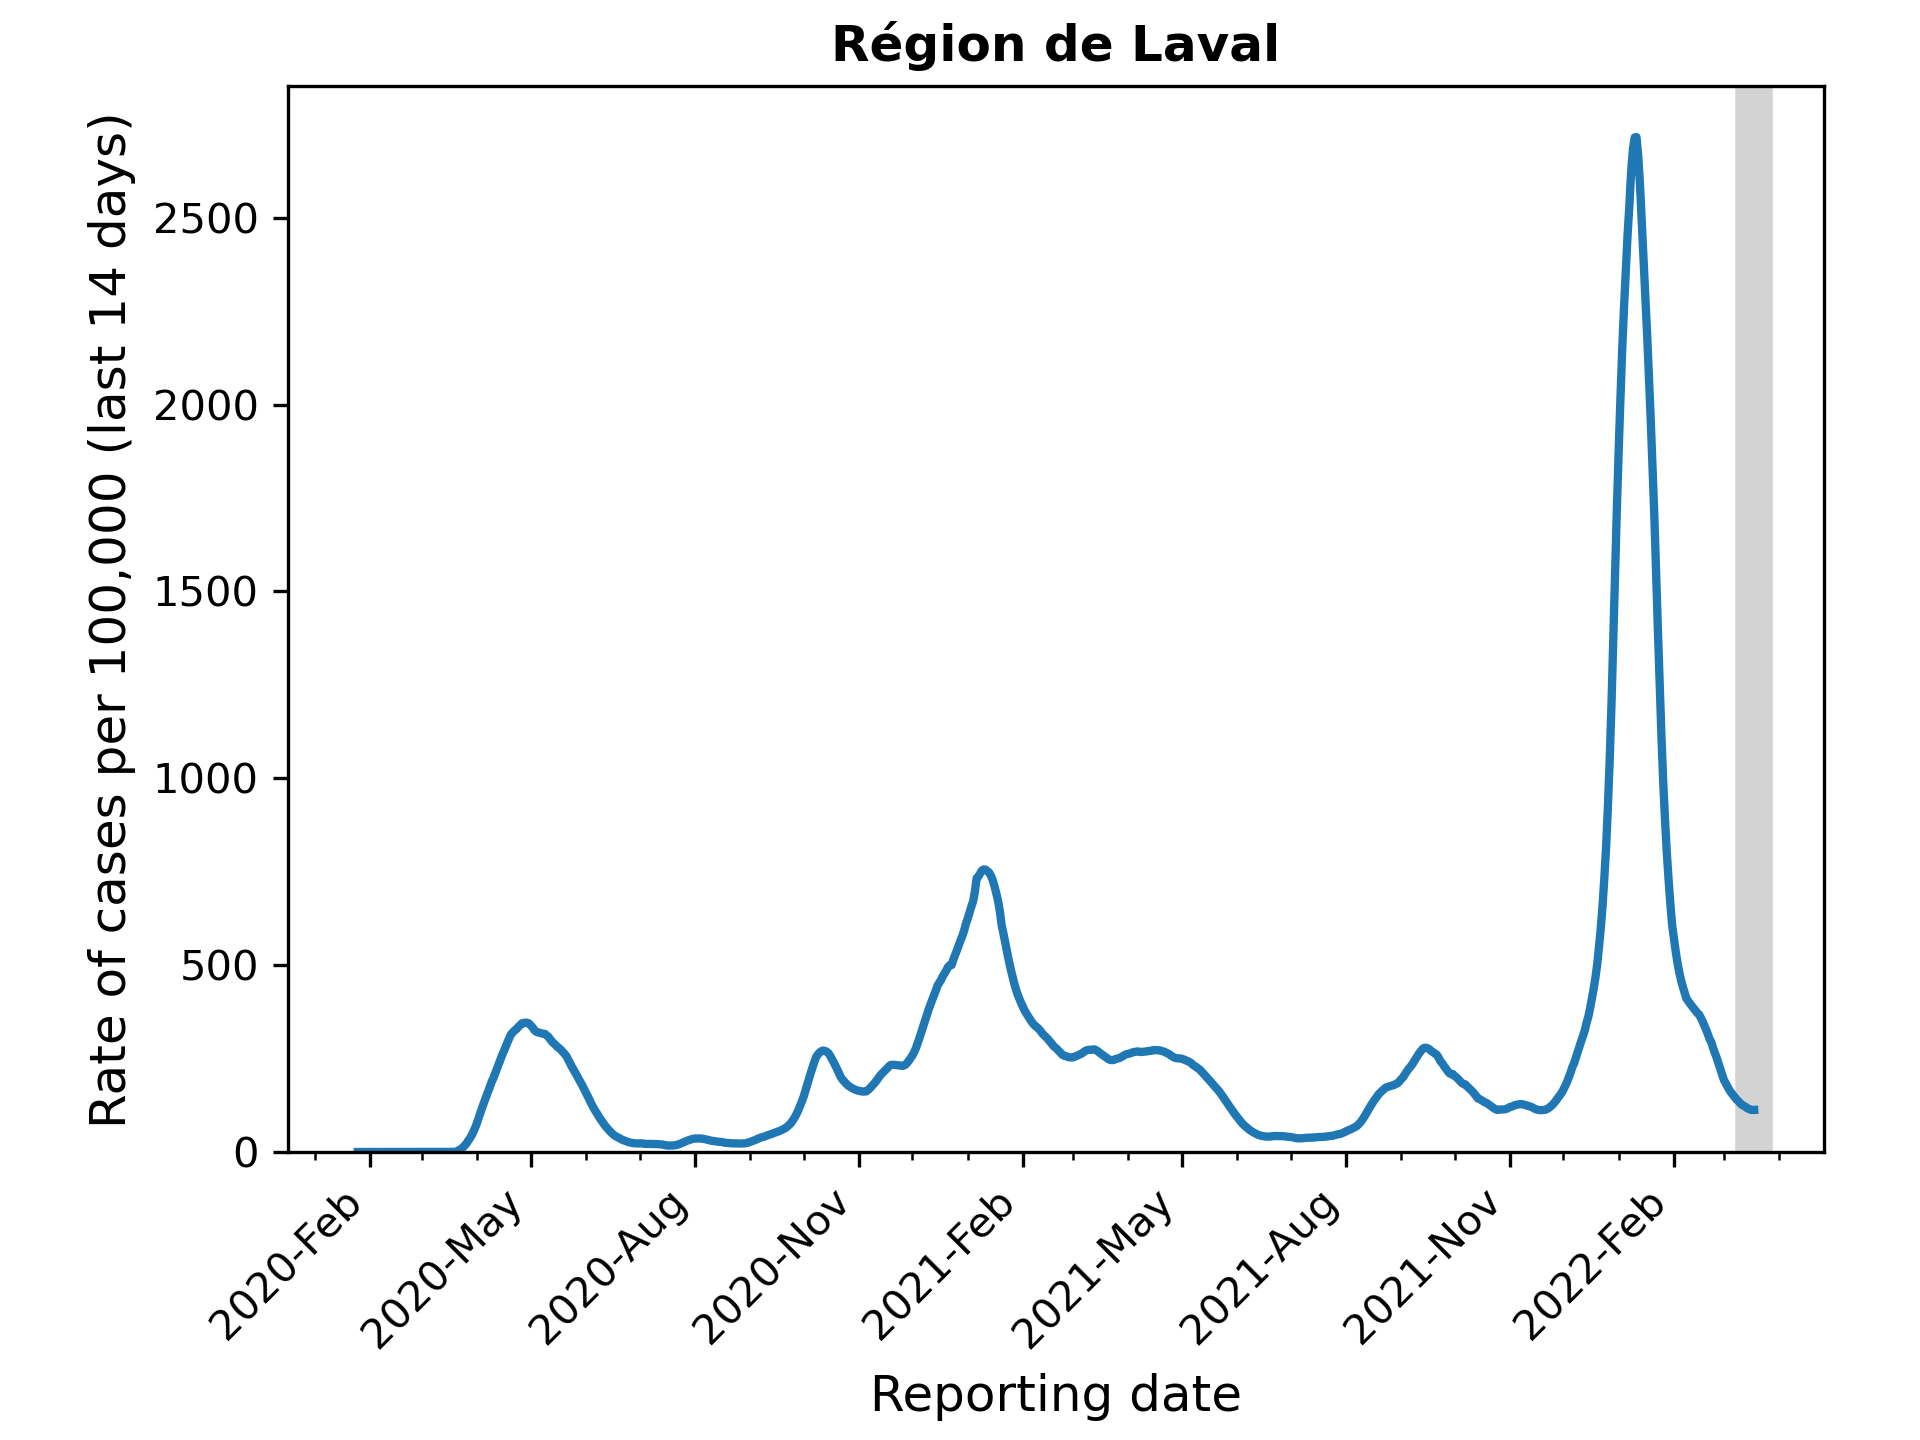 Région de Laval
Rate of cases per 100,000 (last 14 days)
2500
2000
1500
1000
500
0
2020-Feb
2020-May
2020-Aug
2020-Nov
2021-Feb
2021-May
2021-Aug
2021-Nov
2022-Feb
Reporting date